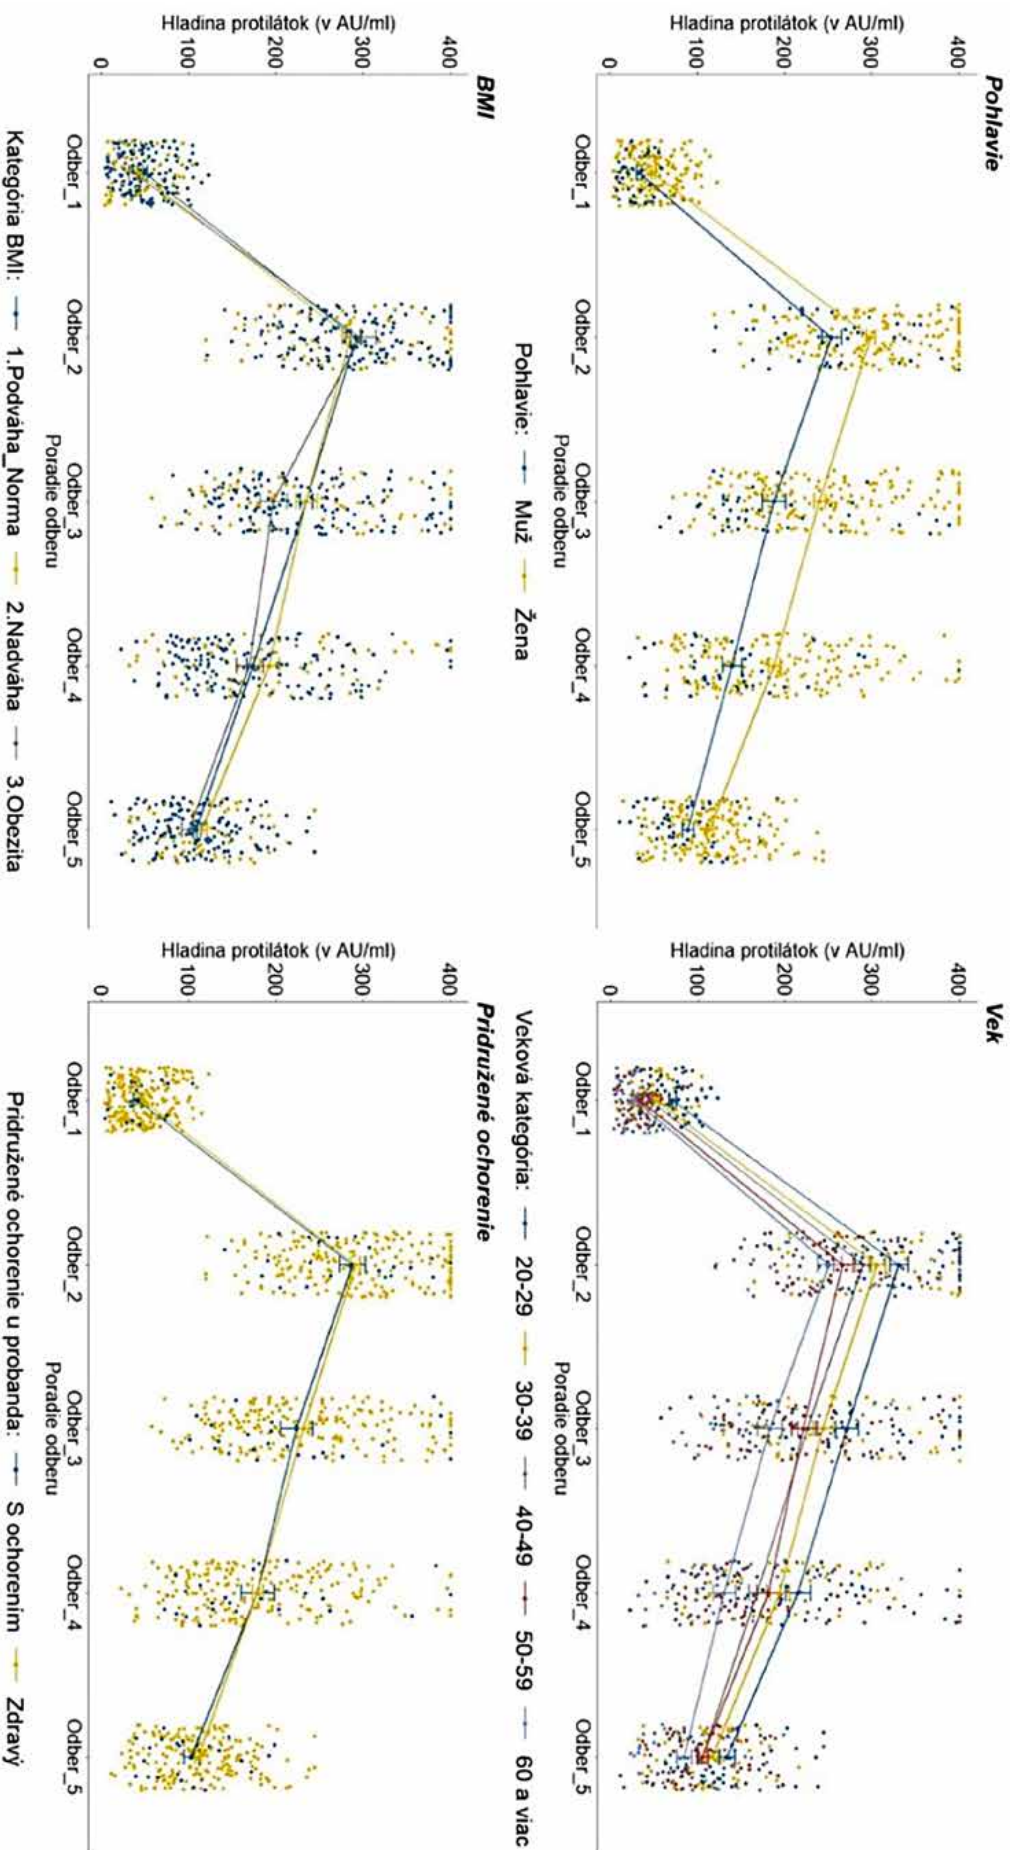 Pohlavie
Hladina protilátok (v AU/ml)
400
300
200
100
0
Odber_1
Odber_2
Odber_3
Odber_4
Odber_5
Poradie odberu
Pohlavie: Muž Žena
Vek
Hladina protilátok (v AU/ml)
400
300
200
100
0
Odber_1
Odber_2
Odber_3
Odber_4
Odber_5
Poradie odberu
Veková kategória: 20-29 30-39 40-49 50-59 60 a viac
BMI
Hladina protilátok (v AU/ml)
400
300
200
100
0
Odber_1
Odber_2
Odber_3
Odber_4
Odber_5
Poradie odberu
Kategória BMI: 1.Podváha_Norma 2.Nadváha 3.Obezita
Pridružené ochorenie
Hladina protilátok (v AU/ml)
400
300
200
100
0
Odber_1
Odber_2
Odber_3
Odber_4
Odber_5
Poradie odberu
Pridružené ochorenie u probanda: S ochorením Zdravý